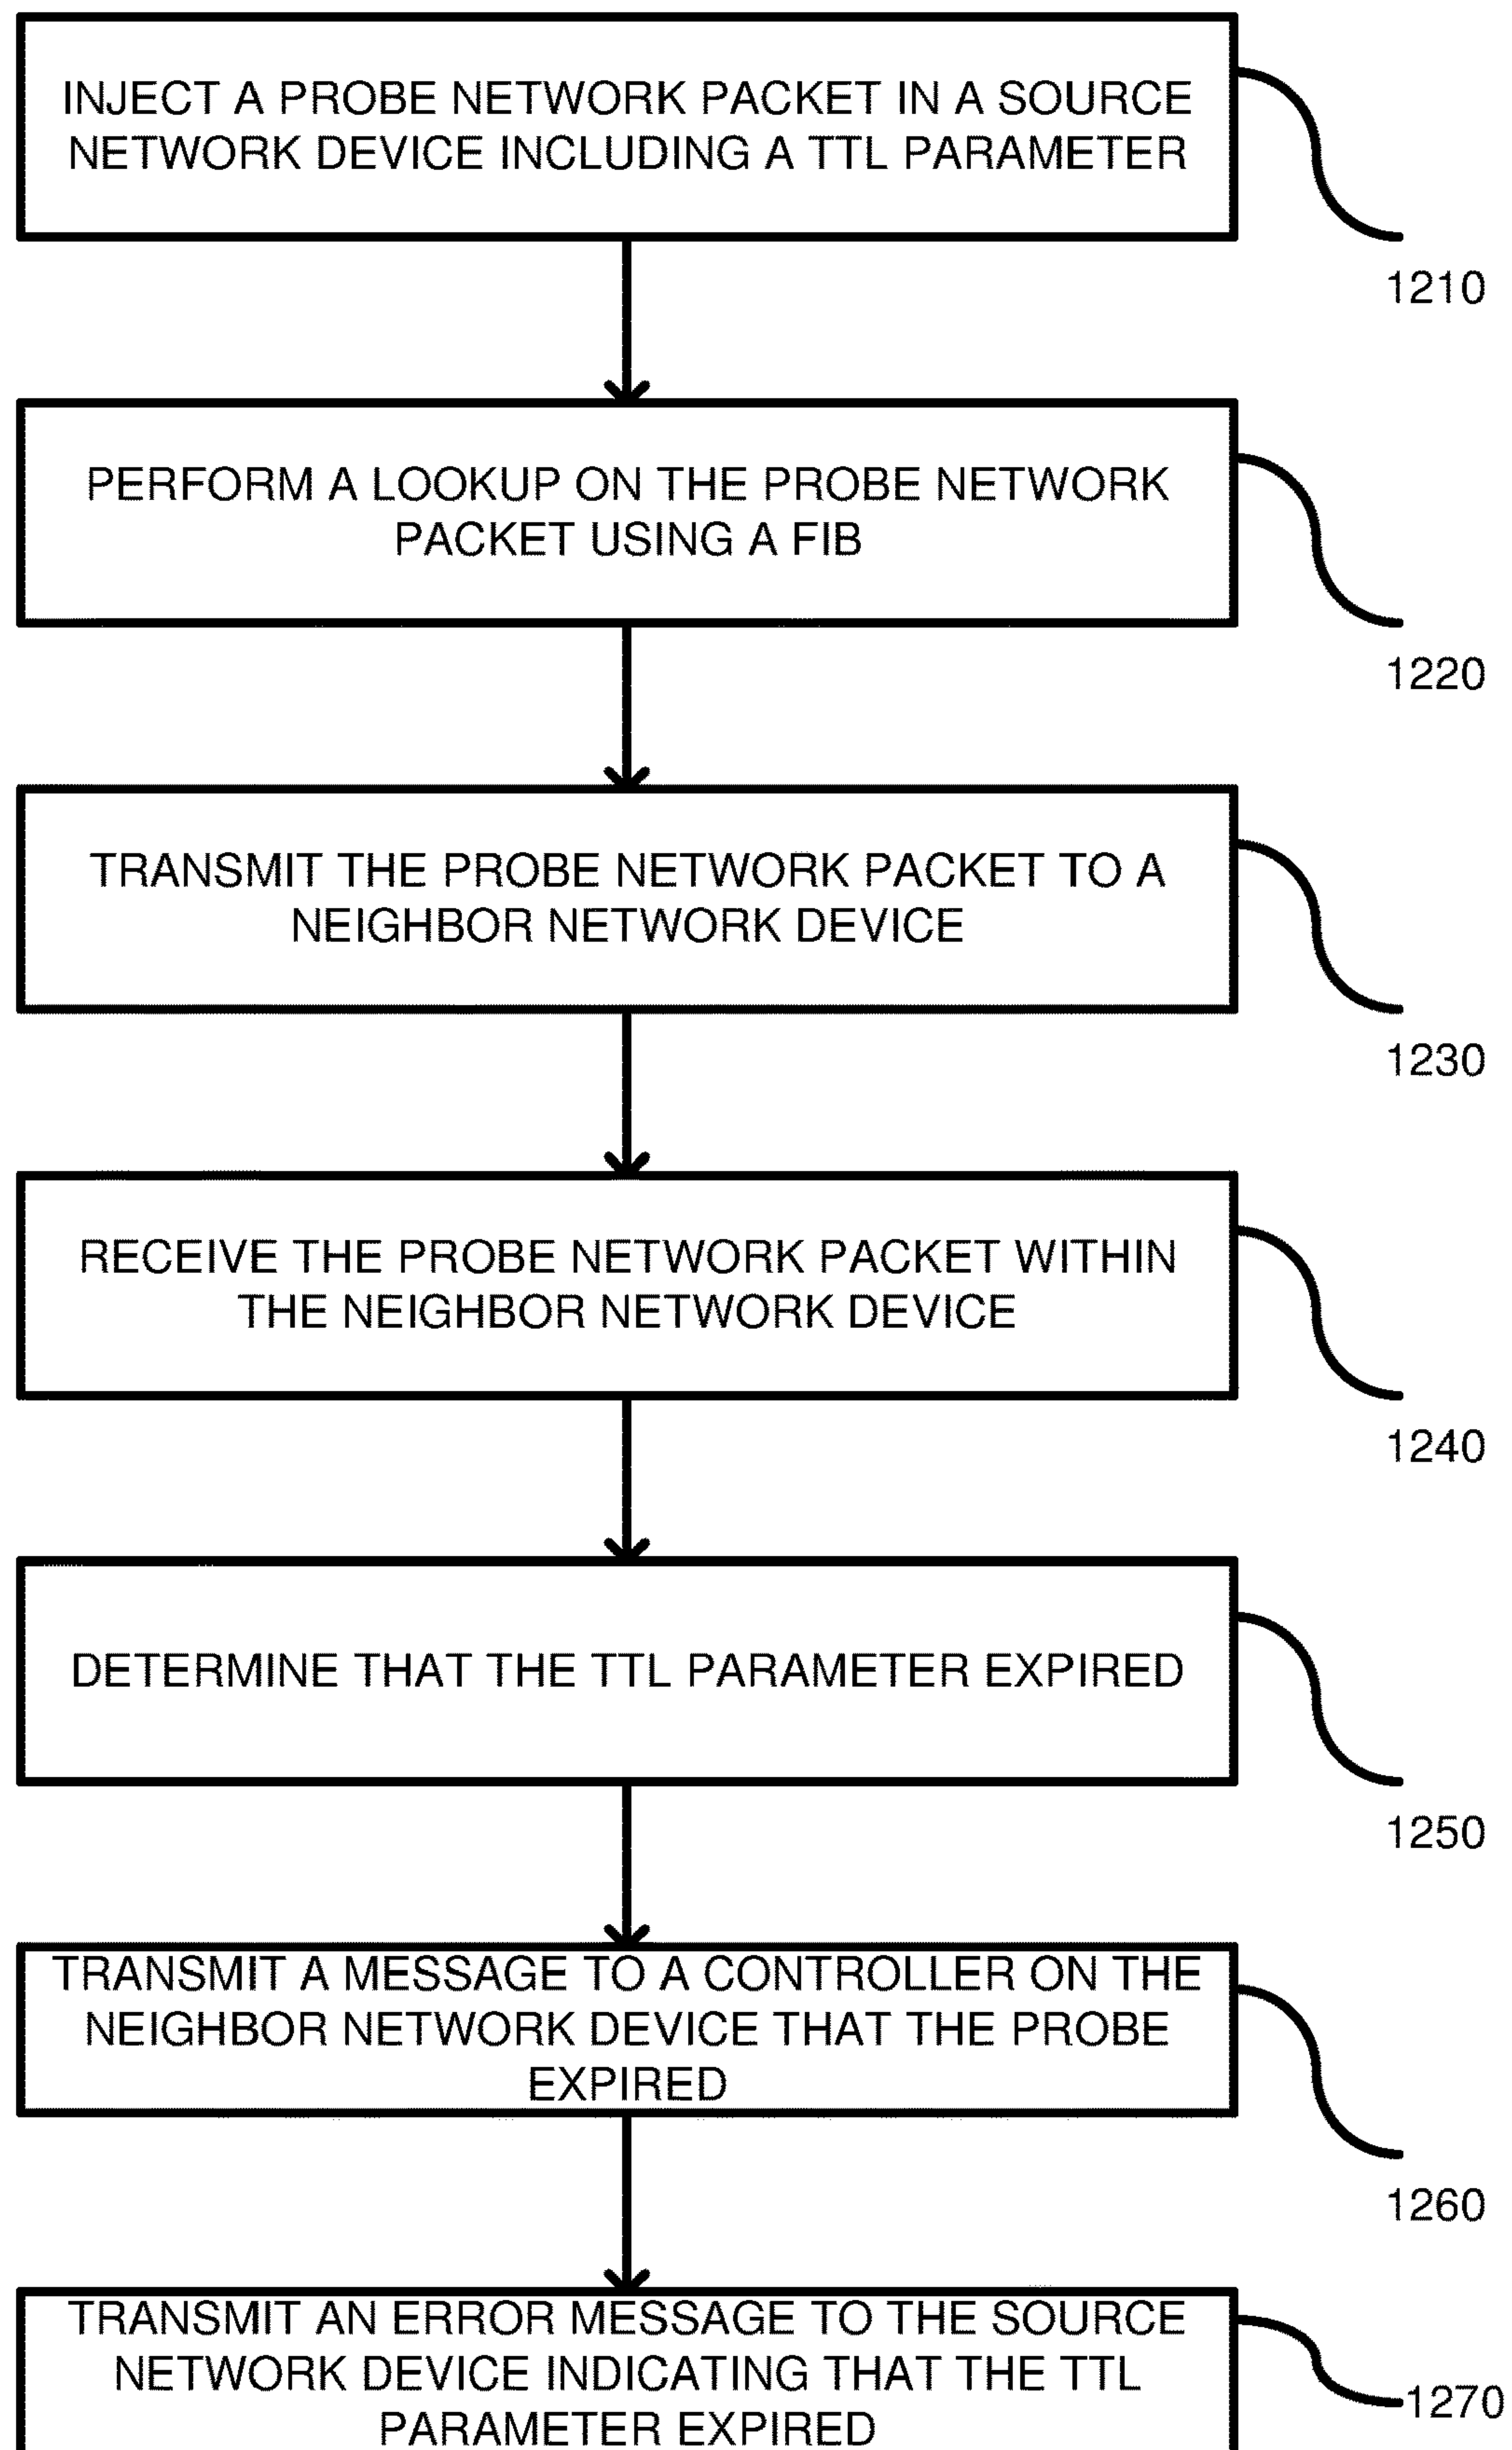 INJECT A PROBE NETWORK PACKET IN A SOURCE
NETWORK DEVICE INCLUDING A TTL PARAMETER
1210
PERFORM A LOOKUP ON THE PROBE NETWORK
PACKET USING A FIB
1220
TRANSMIT THE PROBE NETWORK PACKET TO A
NEIGHBOR NETWORK DEVICE
1230
RECEIVE THE PROBE NETWORK PACKET WITHIN
THE NEIGHBOR NETWORK DEVICE
1240
DETERMINE THAT THE TTL PARAMETER EXPIRED
1250
TRANSMIT A MESSAGE TO A CONTROLLER ON THE
NEIGHBOR NETWORK DEVICE THAT THE PROBE
EXPIRED
1260
TRANSMIT AN ERROR MESSAGE TO THE SOURCE
NETWORK DEVICE INDICATING THAT THE TTL
PARAMETER EXPIRED
1270